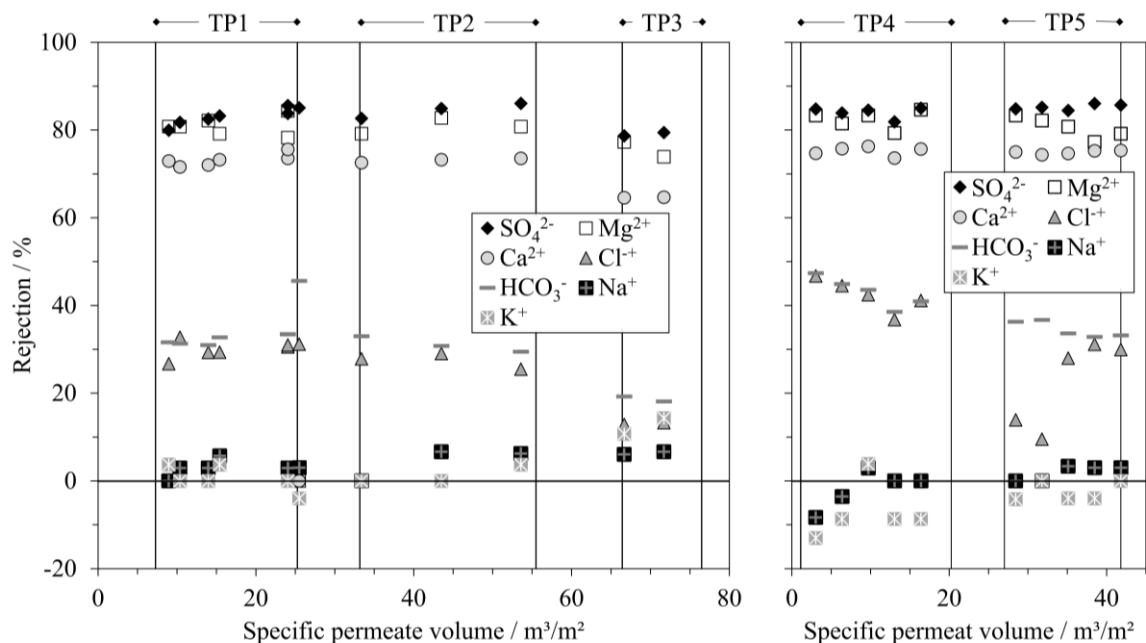 TP1 TP2 TP3 TP4 TP5
100
80
60
40
20
0
-20
Rejection / %
SO₄²⁻ Mg²⁺
Ca²⁺ Cl⁻⁺
HCO₃⁻ Na⁺
K⁺
SO₄²⁻ Mg²⁺
Ca²⁺ Cl⁻⁺
HCO₃⁻ Na⁺
K⁺
0 20 40 60 80 0 20 40
Specific permeate volume / m³/m² Specific permeat volume / m³/m²